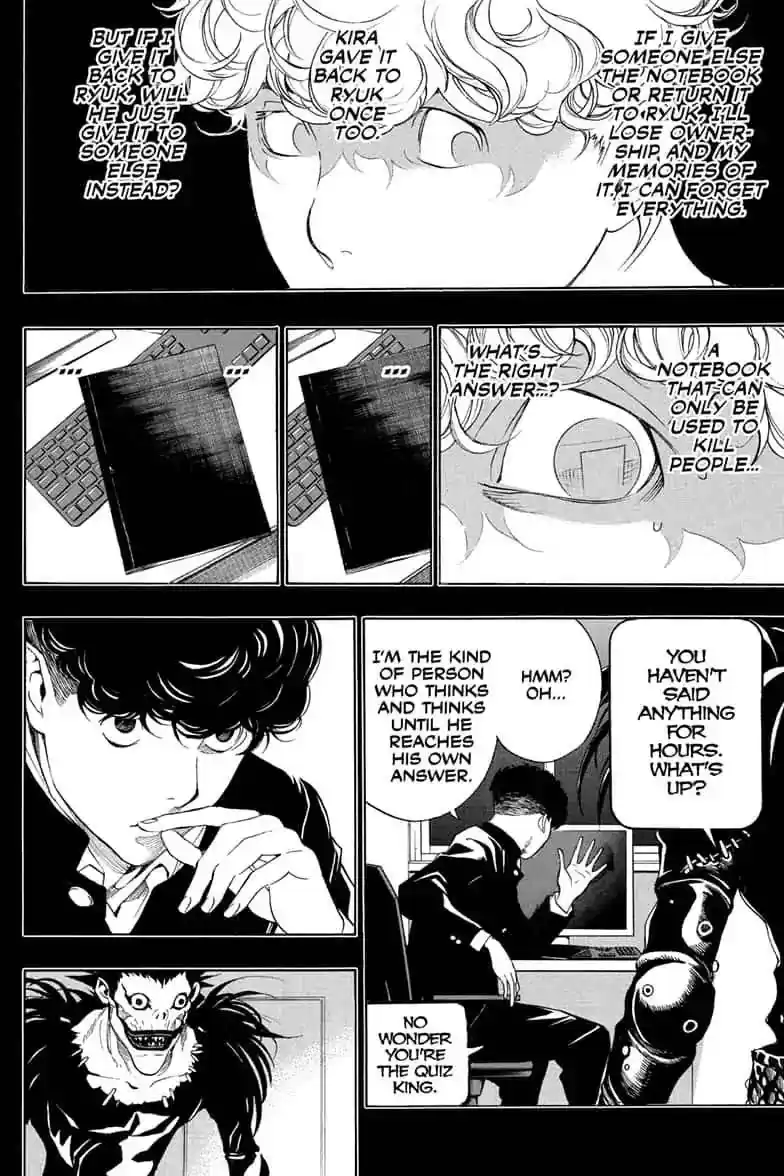 IF I GIVE
SOMEONE ELSE
THE NOTEBOOK
OR RETURN IT
TO RYUK, I'LL
LOSE OWNER-
SHIP. AND MY
MEMORIES OF
IT. I CAN FORGET
EVERYTHING.
KIRA
GAVE IT
BACK TO
RYUK
ONCE
TOO.
BUT IF I
GIVE IT
BACK TO
RYUK, WILL
HE JUST
GIVE IT TO
SOMEONE
ELSE
INSTEAD?
A
NOTEBOOK
THAT CAN
ONLY BE
USED TO
KILL
PEOPLE...
WHAT'S
THE RIGHT
ANSWER...?
...
...
...
YOU
HAVEN'T
SAID
ANYTHING
FOR
HOURS.
WHAT'S
UP?
HMM?
OH...
I'M THE KIND
OF PERSON
WHO THINKS
AND THINKS
UNTIL HE
REACHES
HIS OWN
ANSWER.
NO
WONDER
YOU'RE
THE QUIZ
KING.